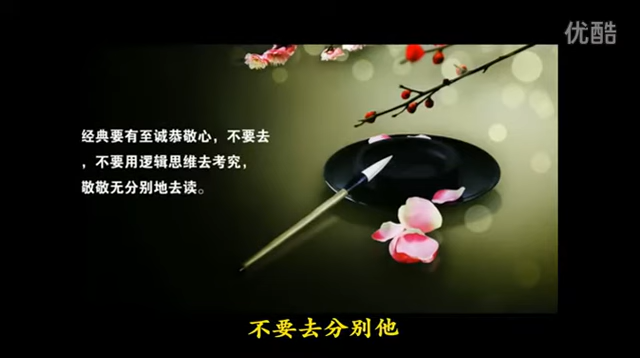 优酷
经典要有至诚恭敬心，不要去
，不要用逻辑思维去考究，
敬敬无分别地去读。
不要去分别他